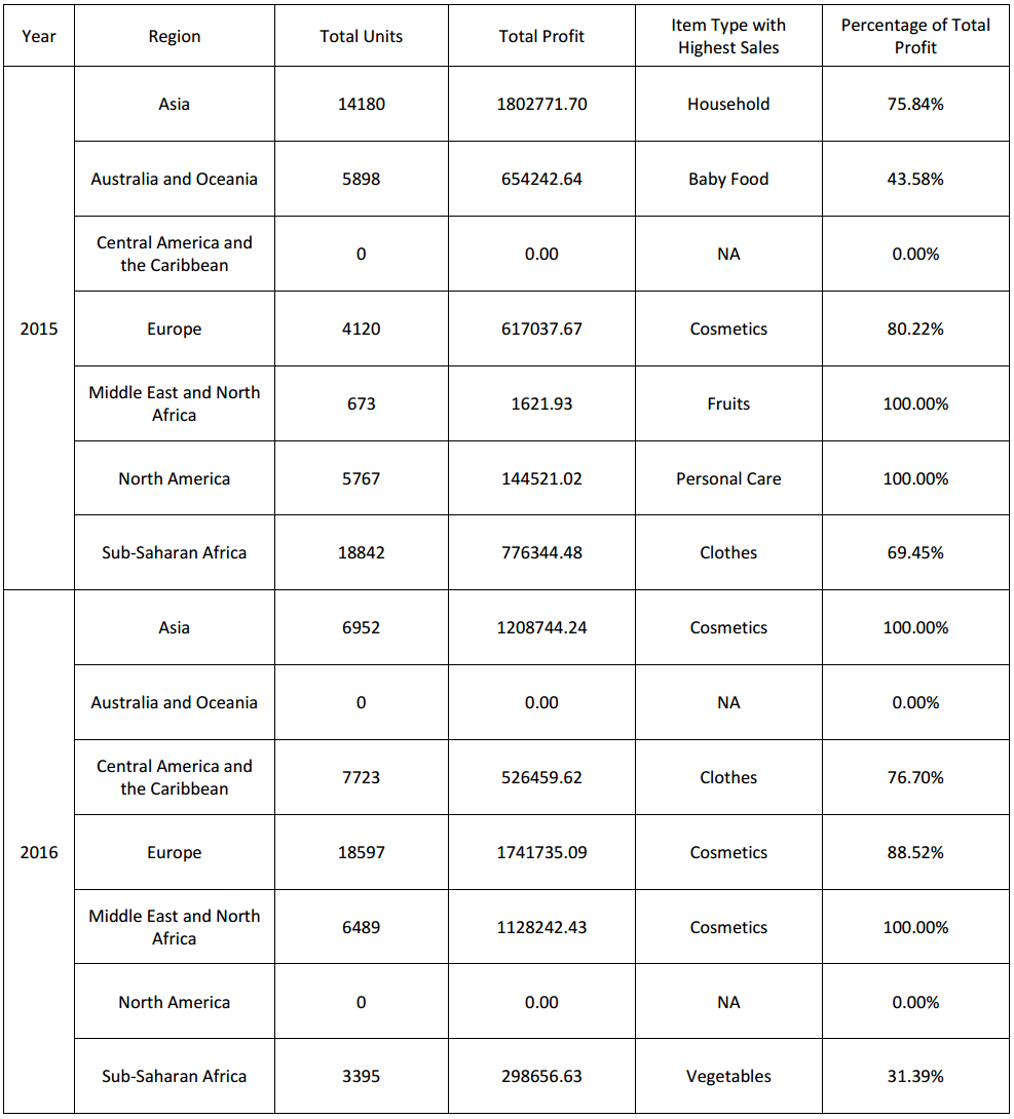 Year Region Total Units Total Profit Item Type with Highest Sales Percentage of Total Profit
2015
Asia 14180 1802771.70 Household 75.84%
Australia and Oceania 5898 654242.64 Baby Food 43.58%
Central America and the Caribbean 0 0.00 NA 0.00%
Europe 4120 617037.67 Cosmetics 80.22%
Middle East and North Africa 673 1621.93 Fruits 100.00%
North America 5767 144521.02 Personal Care 100.00%
Sub-Saharan Africa 18842 776344.48 Clothes 69.45%
2016
Asia 6952 1208744.24 Cosmetics 100.00%
Australia and Oceania 0 0.00 NA 0.00%
Central America and the Caribbean 7723 526459.62 Clothes 76.70%
Europe 18597 1741735.09 Cosmetics 88.52%
Middle East and North Africa 6489 1128242.43 Cosmetics 100.00%
North America 0 0.00 NA 0.00%
Sub-Saharan Africa 3395 298656.63 Vegetables 31.39%